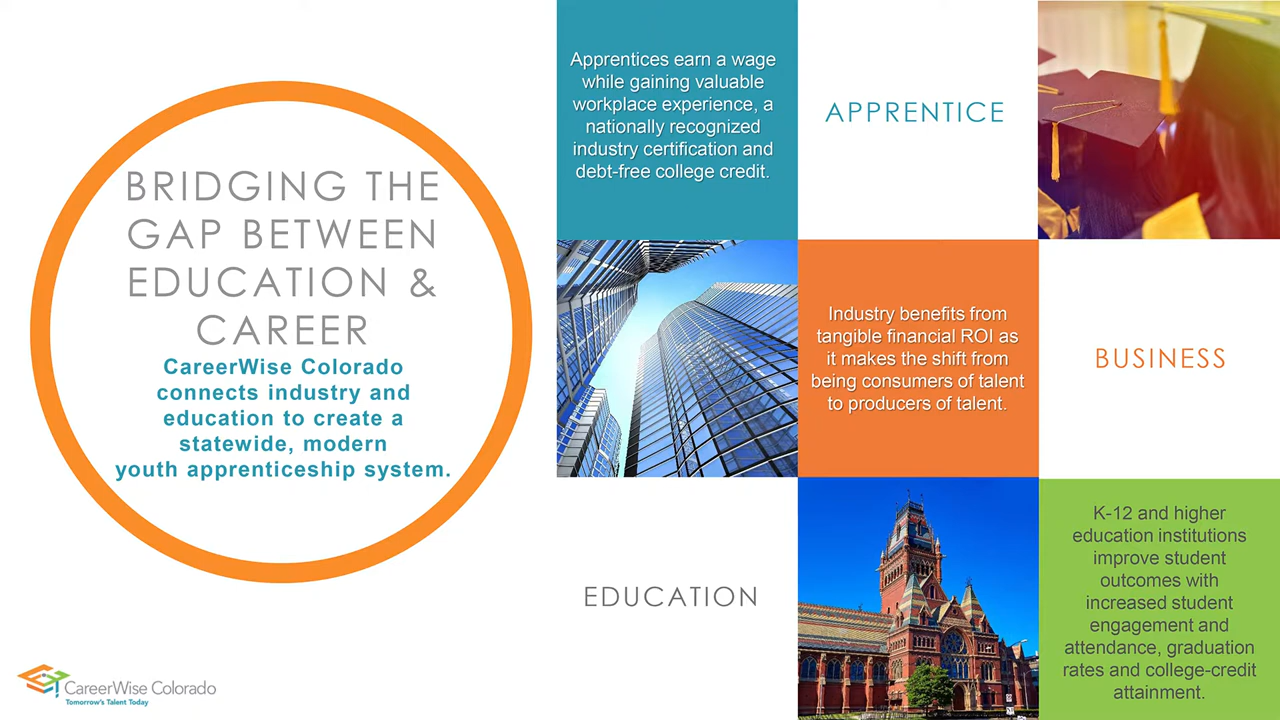 BRIDGING THE
GAP BETWEEN
EDUCATION &
CAREER
CareerWise Colorado
connects industry and
education to create a
statewide, modern
youth apprenticeship system.
CareerWise Colorado
Tomorrow's Talent Today
Apprentices earn a wage
while gaining valuable
workplace experience, a
nationally recognized
industry certification and
debt-free college credit.
APPRENTICE
Industry benefits from
tangible financial ROI as
it makes the shift from
being consumers of talent
to producers of talent.
BUSINESS
EDUCATION
K-12 and higher
education institutions
improve student
outcomes with
increased student
engagement and
attendance, graduation
rates and college-credit
attainment.